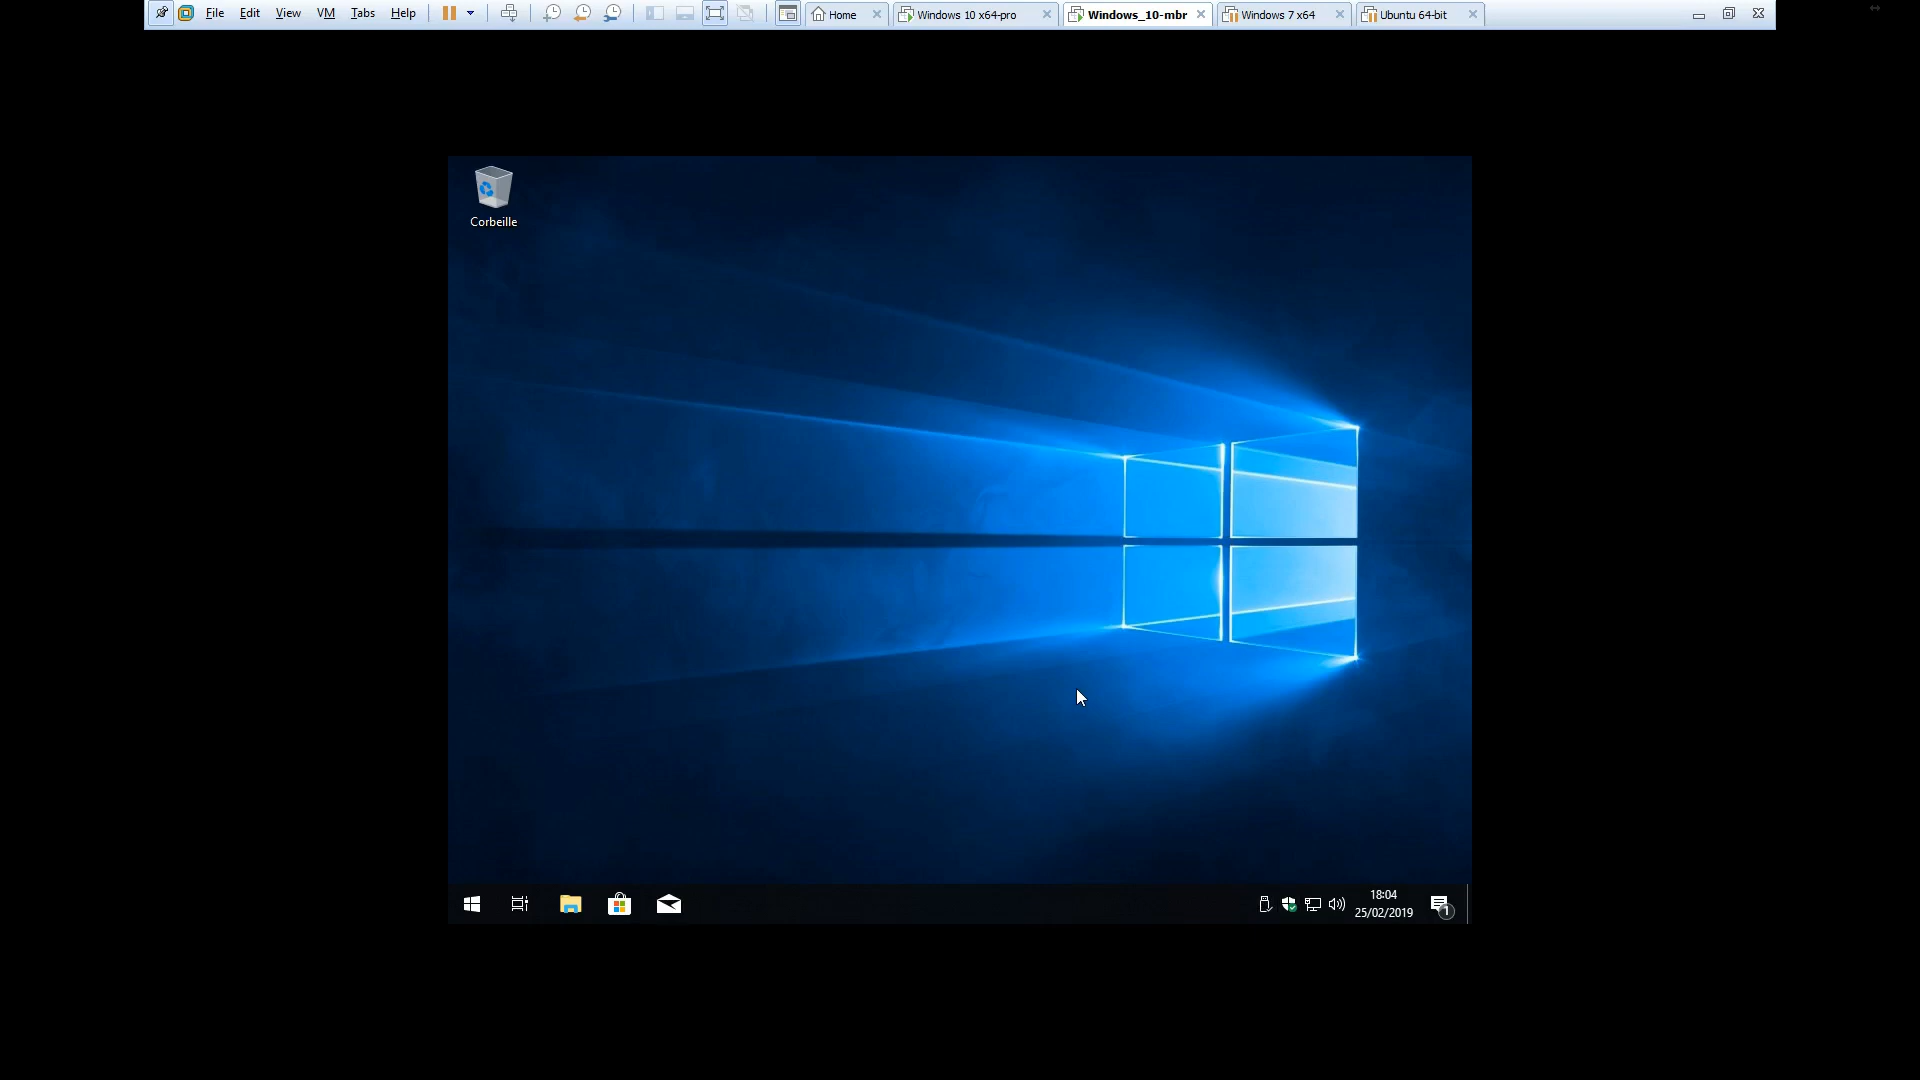 File Edit View VM Tabs Help Home Windows 10 x64-pro Windows_10-mbr Windows 7 x64 Ubuntu 64-bit
Corbeille
18:04
25/02/2019
1